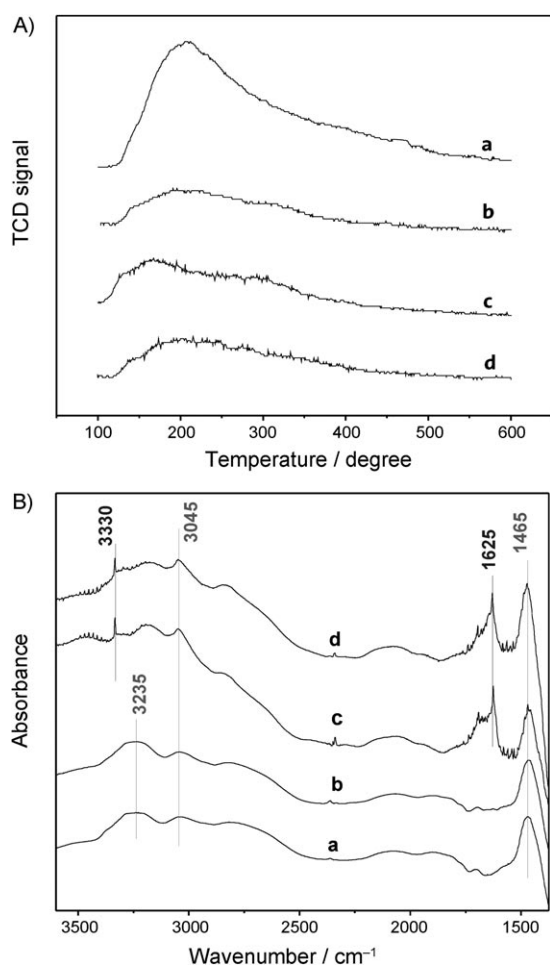 A)
TCD signal
a
b
c
d
100 200 300 400 500 600
Temperature / degree
B)
3330
3045
1625
1465
3235
d
c
b
a
Absorbance
3500 3000 2500 2000 1500
Wavenumber / cm⁻¹